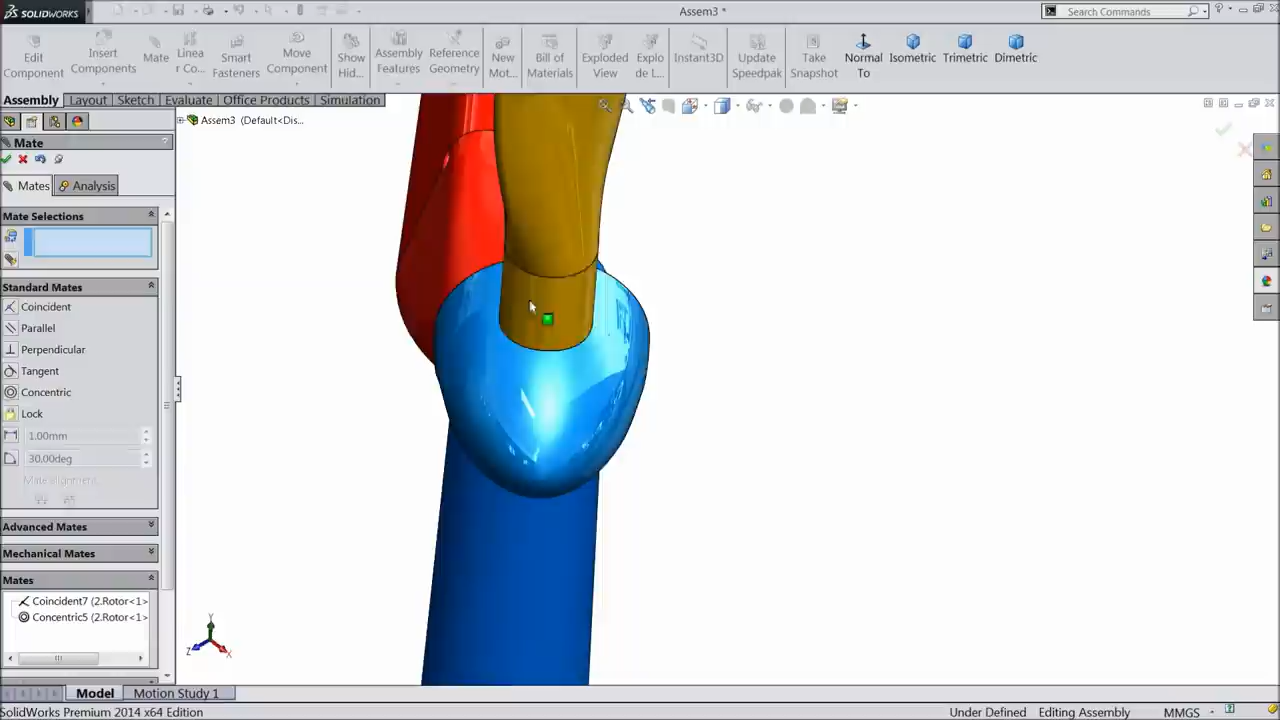 SOLIDWORKS
Assem3 *
Search Commands
Edit Component
Insert Components
Mate
Linea r Co...
Smart Fasteners
Move Component
Show Hid...
Assembly Features
Reference Geometry
New Mot...
Bill of Materials
Exploded View
Explo de L...
Instant3D
Update Speedpak
Take Snapshot
Normal To
Isometric
Trimetric
Dimetric
Assembly
Layout
Sketch
Evaluate
Office Products
Simulation
Assem3 (Default<Dis...
Mate
Mates
Analysis
Mate Selections
Standard Mates
Coincident
Parallel
Perpendicular
Tangent
Concentric
Lock
1.00mm
30.00deg
Mate alignment:
Advanced Mates
Mechanical Mates
Mates
Coincident7 (2.Rotor<1>
Concentric5 (2.Rotor<1>
Y
Z
X
Model
Motion Study 1
SolidWorks Premium 2014 x64 Edition
Under Defined
Editing Assembly
MMGS